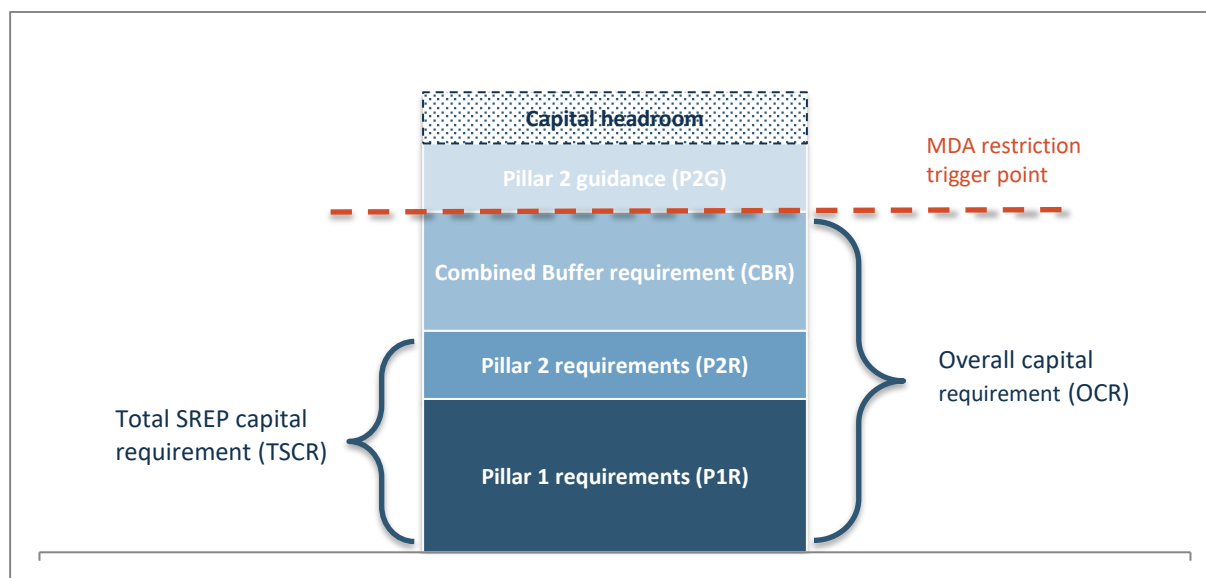 Capital headroom
MDA restriction
trigger point
Pillar 2 guidance (P2G)
Combined Buffer requirement (CBR)
Pillar 2 requirements (P2R)
Overall capital
requirement (OCR)
Total SREP capital
requirement (TSCR)
Pillar 1 requirements (P1R)